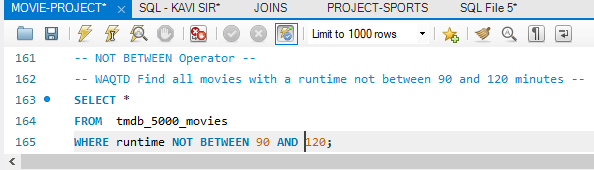 MOVIE-PROJECT* SQL - KAVI SIR* JOINS PROJECT-SPORTS SQL File 5*
Limit to 1000 rows
161 -- NOT BETWEEN Operator --
162 -- WAQTD Find all movies with a runtime not between 90 and 120 minutes --
163 SELECT *
164 FROM tmdb_5000_movies
165 WHERE runtime NOT BETWEEN 90 AND 120;